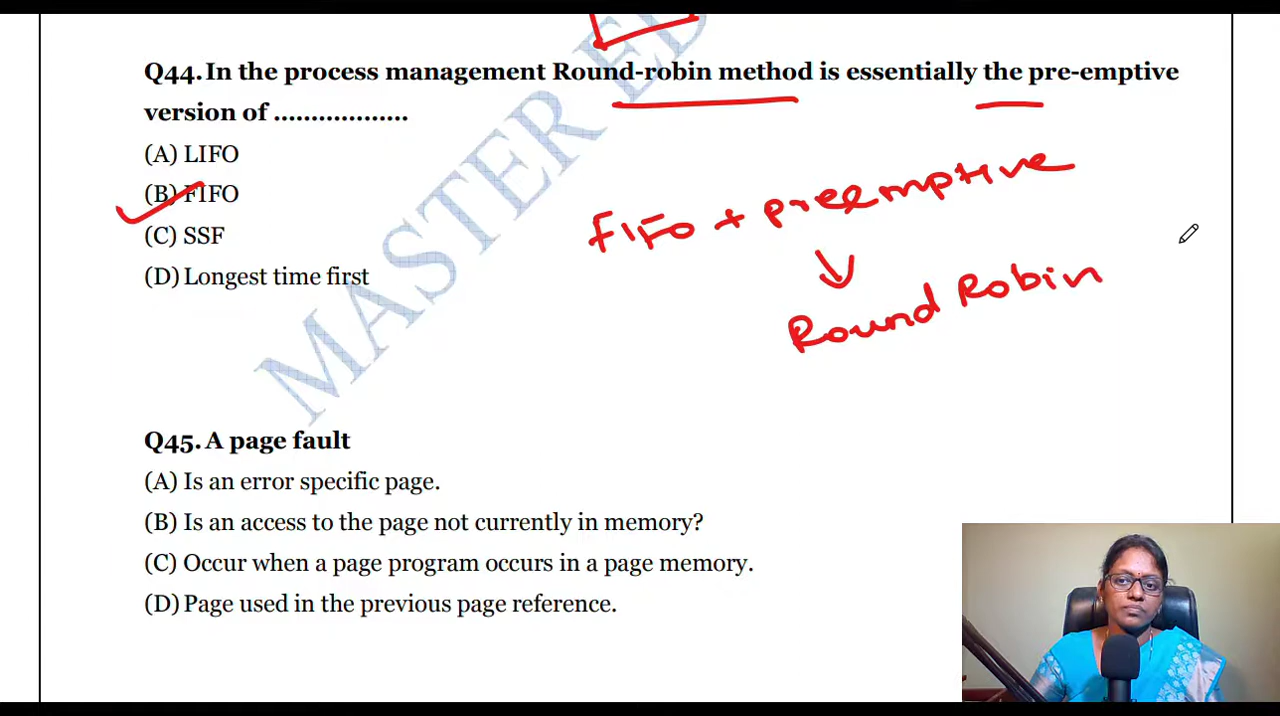 Q44. In the process management Round-robin method is essentially the pre-emptive
version of ..................
(A) LIFO
(B) FIFO
(C) SSF
(D) Longest time first
FIFO + preemptive
Round Robin
Q45. A page fault
(A) Is an error specific page.
(B) Is an access to the page not currently in memory?
(C) Occur when a page program occurs in a page memory.
(D) Page used in the previous page reference.
MASTER